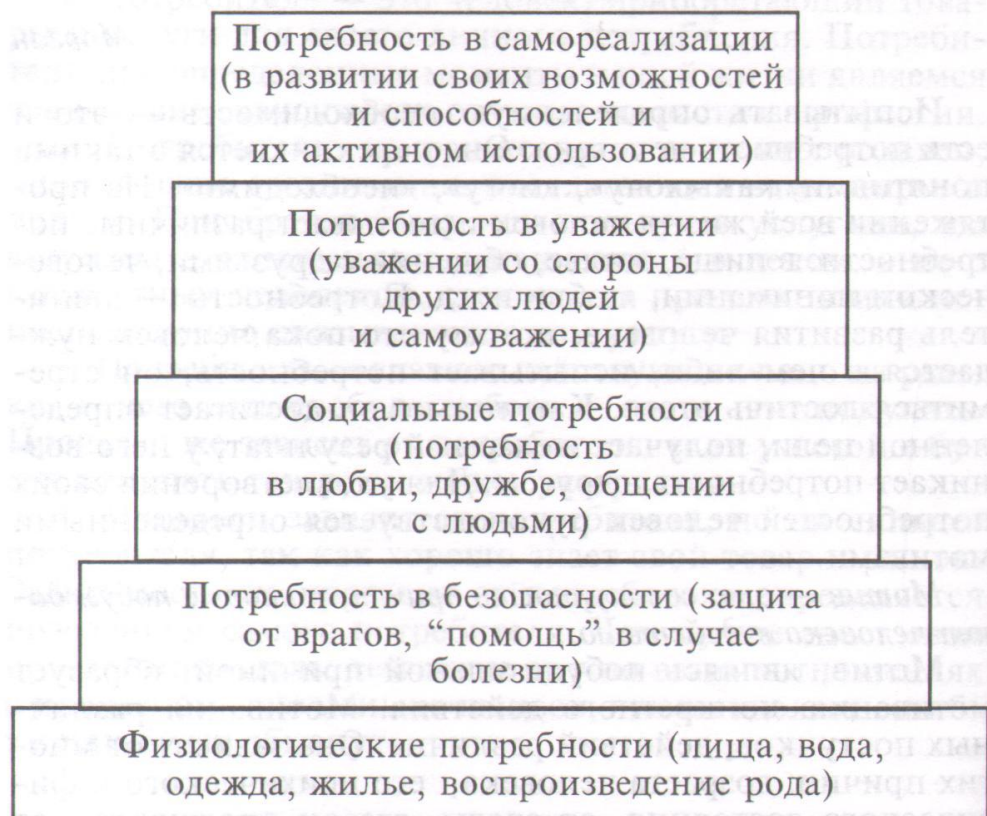 Потребность в самореализации
(в развитии своих возможностей
и способностей и
их активном использовании)
Потребность в уважении
(уважении со стороны
других людей
и самоуважении)
Социальные потребности
(потребность
в любви, дружбе, общении
с людьми)
Потребность в безопасности (защита
от врагов, “помощь” в случае
болезни)
Физиологические потребности (пища, вода,
одежда, жилье, воспроизведение рода)